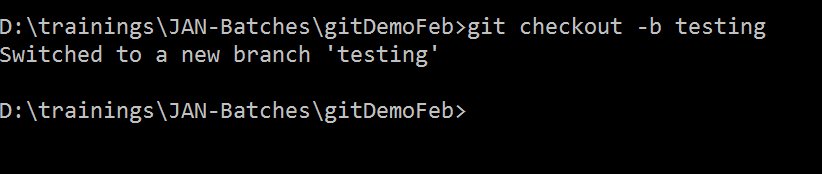 D:\trainings\JAN-Batches\gitDemoFeb>git checkout -b testing
Switched to a new branch 'testing'
D:\trainings\JAN-Batches\gitDemoFeb>